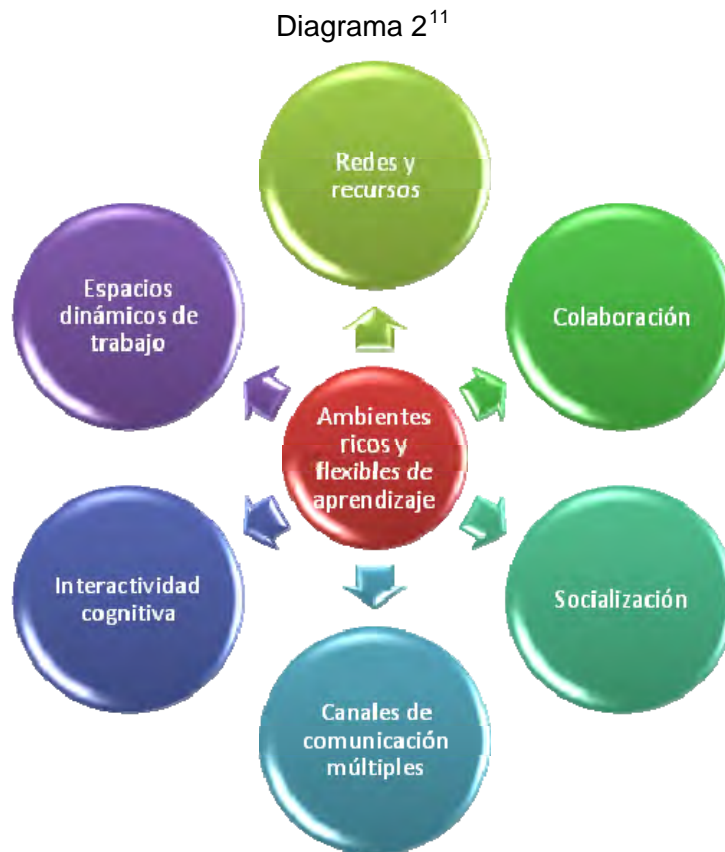 Diagrama 2¹¹
Redes y
recursos
Colaboración
Socialización
Canales de
comunicación
múltiples
Interactividad
cognitiva
Espacios
dinámicos de
trabajo
Ambientes
ricos y
flexibles de
aprendizaje